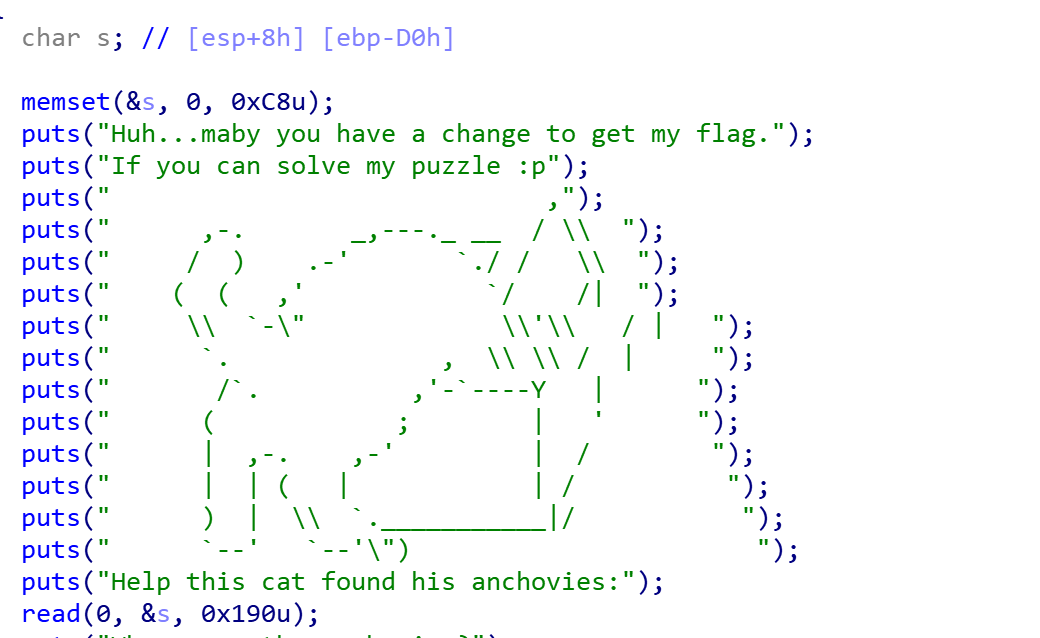 char s; // [esp+8h] [ebp-D0h]
memset(&s, 0, 0xC8u);
puts("Huh...maby you have a change to get my flag.");
puts("If you can solve my puzzle :p");
puts("                             ,");
puts("      ,-.       _,---._ __  / \\  ");
puts("     /  )    .-'       `./ /   \\  ");
puts("    (  (   ,'            `/    /|  ");
puts("     \\  `-\"             \\'\\   / |   ");
puts("      `.              ,  \\ \\ /  |     ");
puts("       /`.          ,'-`----Y   |      ");
puts("      (            ;        |   '      ");
puts("      |  ,-.    ,-'         |  /        ");
puts("      |  | (   |            | /          ");
puts("      )  |  \\  `.___________|/           ");
puts("      `--'   `--'\")                       ");
puts("Help this cat found his anchovies:");
read(0, &s, 0x190u);